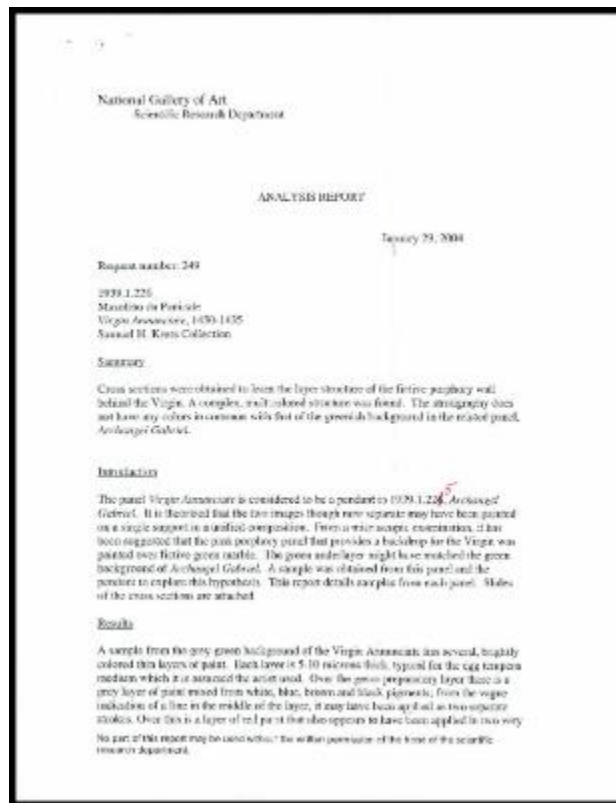 National Gallery of Art
Scientific Research Department
ANALYSIS REPORT
January 29, 2004
Request number: 249
1939.1.226
Masolino da Panicale
Virgin Annunciate, 1430-1435
Samuel H. Kress Collection
Summary
Cross sections were obtained to learn the layer structure of the fictive porphyry wall
behind the Virgin. A complex, multi colored structure was found. The stratigraphy does
not have any colors in common with that of the greenish background in the related panel,
Archangel Gabriel.
Introduction
The panel Virgin Annunciate is considered to be a pendant to 1939.1.225, Archangel
Gabriel. It is theorized that the two images though now separate may have been painted
on a single support in a unified composition. From a microscopic examination, it has
been suggested that the pink porphyry panel that provides a backdrop for the Virgin was
painted over fictive green marble. The green underlayer might have matched the green
background of Archangel Gabriel. A sample was obtained from this panel and the
pendant to explore this hypothesis. This report details samples from each panel. Slides
of the cross sections are attached
Results
A sample from the grey green background of the Virgin Annunciate has several, brightly
colored thin layers of paint. Each layer is 5-10 microns thick, typical for the egg tempera
medium which it is assumed the artist used. Over the gesso preparatory layer there is a
grey layer of paint mixed from white, blue, brown and black pigments; from the vague
indication of a line in the middle of the layer, it may have been applied as two separate
strokes. Over this is a layer of red paint that also appears to have been applied in two very
No part of this report may be used without the written permission of the head of the scientific
research department.